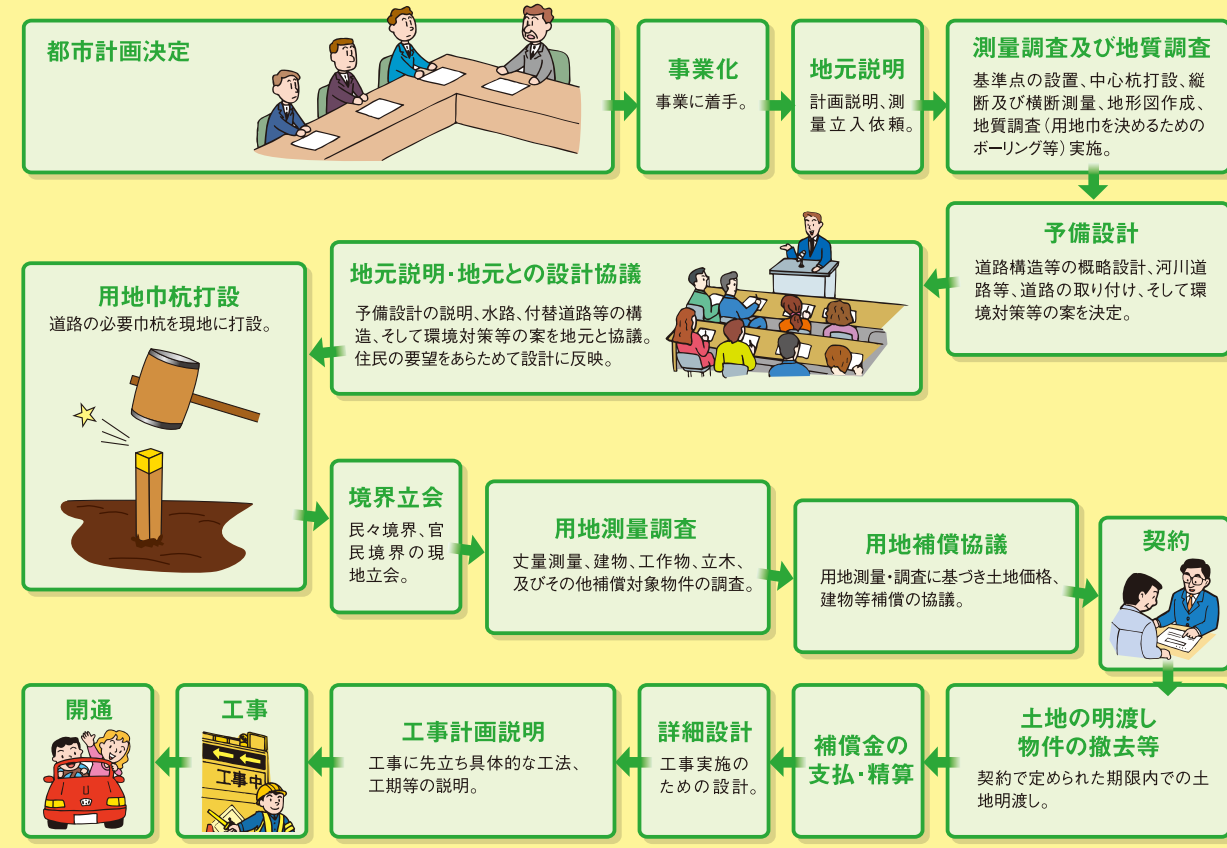 都市計画決定
事業化
事業に着手。
地元説明
計画説明、測
量立入依頼。
測量調査及び地質調査
基準点の設置、中心杭打設、縦
断及び横断測量、地形図作成、
地質調査(用地巾を決めるための
ボーリング等)実施。
予備設計
道路構造等の概略設計、河川道
路等、道路の取り付け、そして環
境対策等の案を決定。
地元説明・地元との設計協議
予備設計の説明、水路、付替道路等の構
造、そして環境対策等の案を地元と協議。
住民の要望をあらためて設計に反映。
用地巾杭打設
道路の必要巾杭を現地に打設。
境界立会
民々境界、官
民境界の現
地立会。
用地測量調査
丈量測量、建物、工作物、立木、
及びその他補償対象物件の調査。
用地補償協議
用地測量・調査に基づき土地価格、
建物等補償の協議。
契約
土地の明渡し
物件の撤去等
契約で定められた期限内での土
地明渡し。
補償金の
支払・精算
詳細設計
工事実施の
ための設計。
工事計画説明
工事に先立ち具体的な工法、
工期等の説明。
工事
工事中
開通